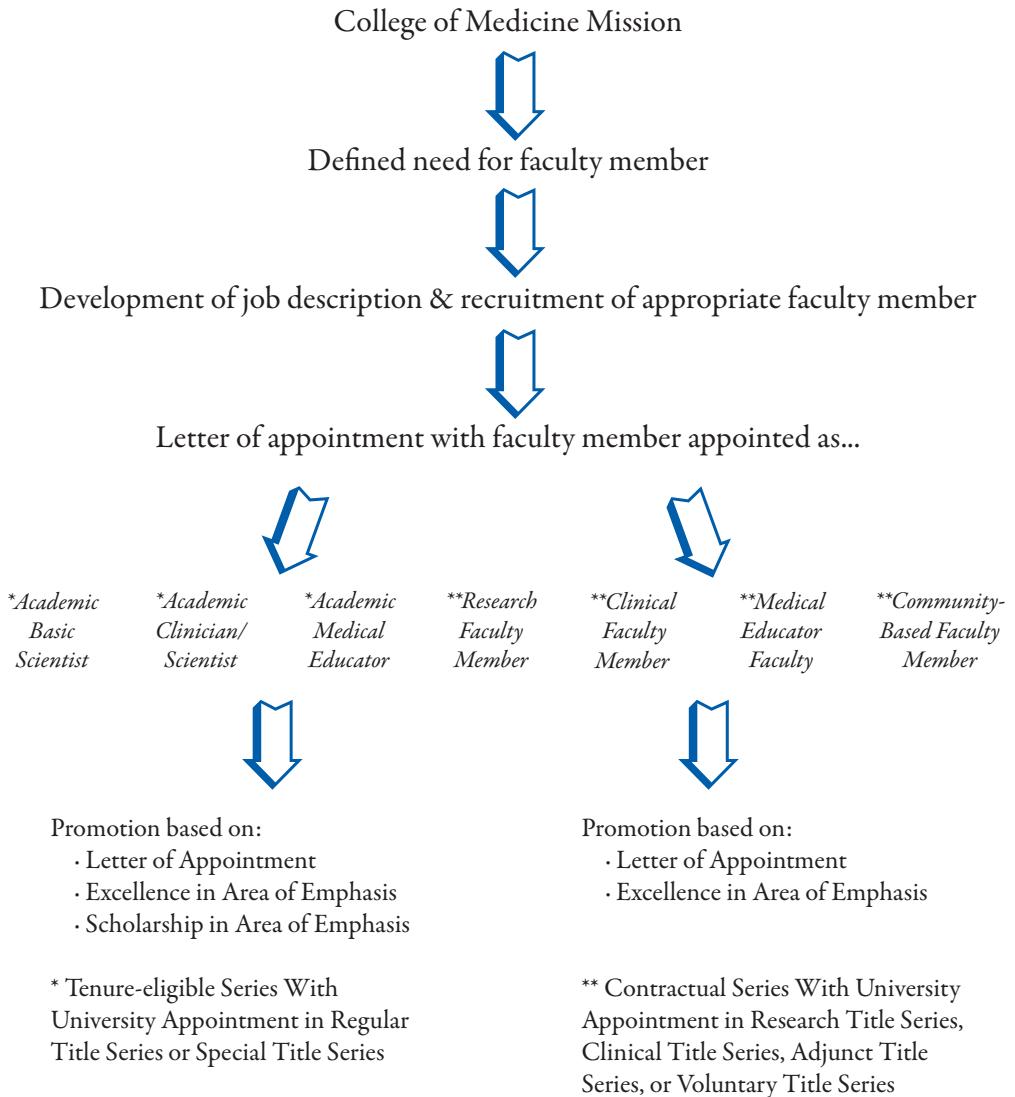 College of Medicine Mission
Defined need for faculty member
Development of job description & recruitment of appropriate faculty member
Letter of appointment with faculty member appointed as...
*Academic
Basic
Scientist
*Academic
Clinician/
Scientist
*Academic
Medical
Educator
**Research
Faculty
Member
**Clinical
Faculty
Member
**Medical
Educator
Faculty
**Community-
Based Faculty
Member
Promotion based on:
· Letter of Appointment
· Excellence in Area of Emphasis
· Scholarship in Area of Emphasis
* Tenure-eligible Series With
University Appointment in Regular
Title Series or Special Title Series
Promotion based on:
· Letter of Appointment
· Excellence in Area of Emphasis
** Contractual Series With University
Appointment in Research Title Series,
Clinical Title Series, Adjunct Title
Series, or Voluntary Title Series